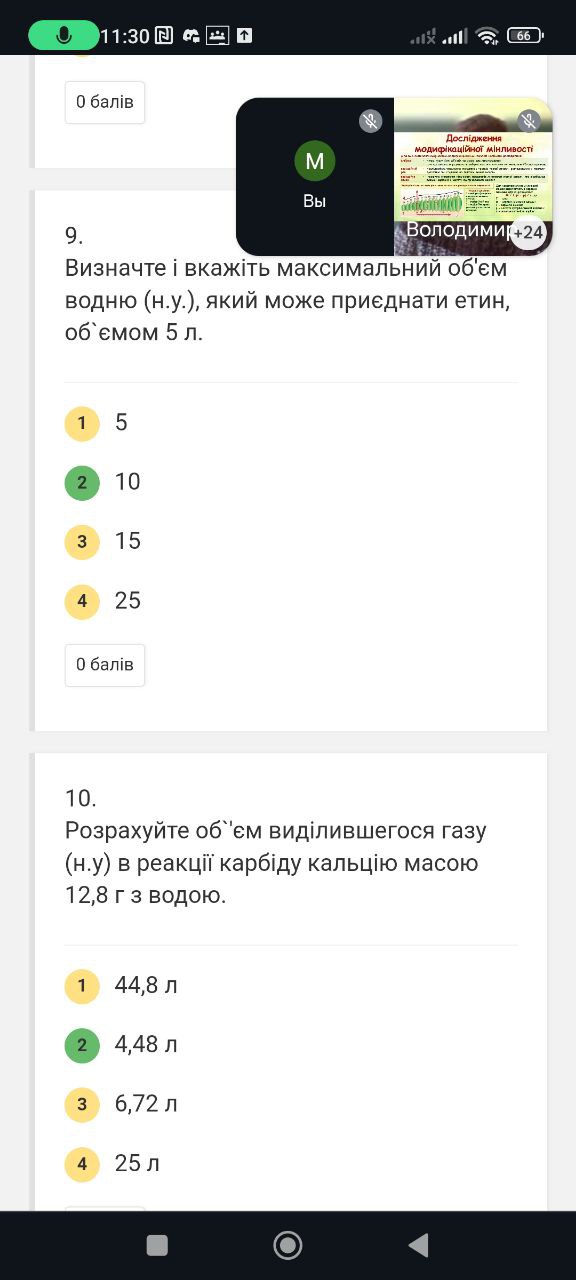 11:30
66
0 балів
Дослідження
модифікаційної мінливості
М
Вы
Володимир
+24
9.
Визначте і вкажіть максимальний об'єм
водню (н.у.), який може приєднати етин,
об`ємом 5 л.
1 5
2 10
3 15
4 25
0 балів
10.
Розрахуйте об`'єм виділившегося газу
(н.у) в реакції карбіду кальцію масою
12,8 г з водою.
1 44,8 л
2 4,48 л
3 6,72 л
4 25 л